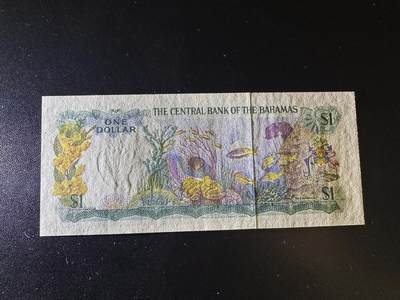 THE CENTRAL BANK OF THE BAHAMAS
ONE
DOLLAR
$1
$1
$1